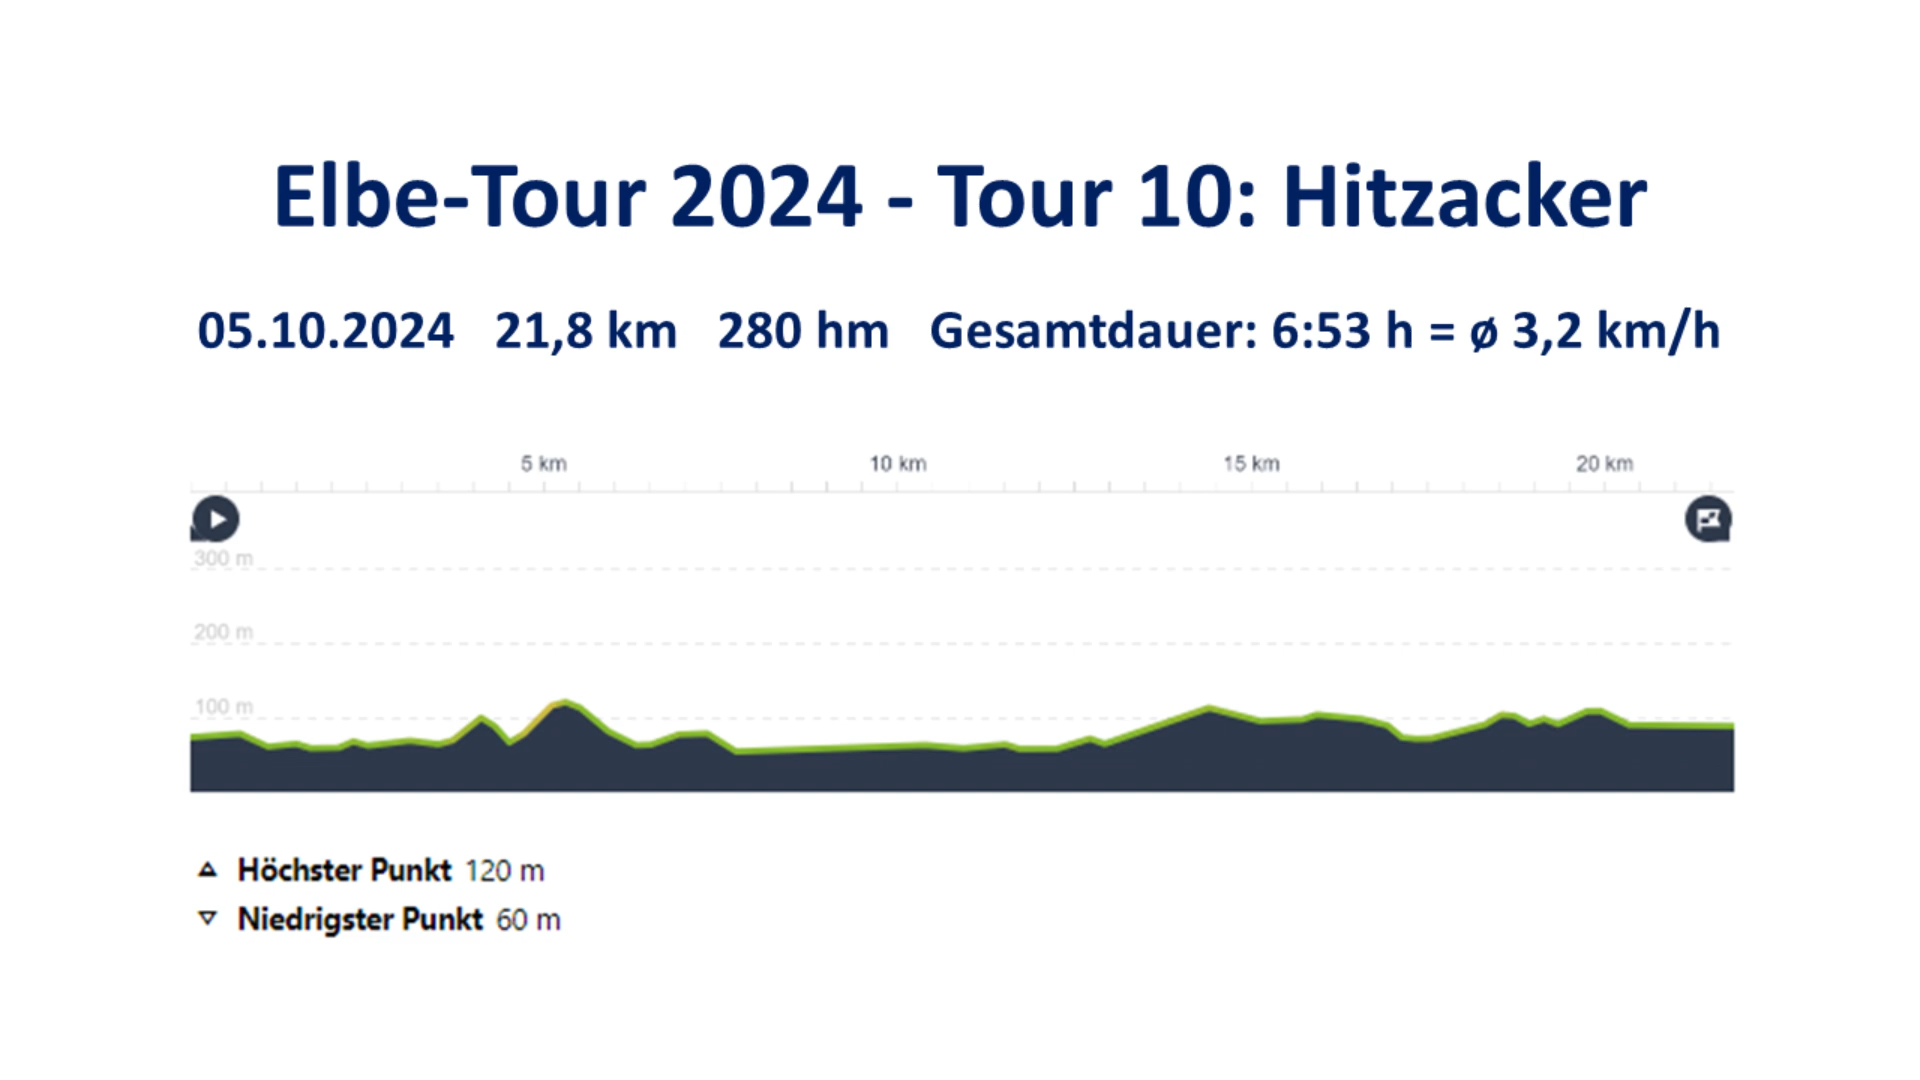 Elbe-Tour 2024 - Tour 10: Hitzacker
05.10.2024 21,8 km 280 hm Gesamtdauer: 6:53 h = ø 3,2 km/h
5 km 10 km 15 km 20 km
300 m
200 m
100 m
Höchster Punkt 120 m
Niedrigster Punkt 60 m